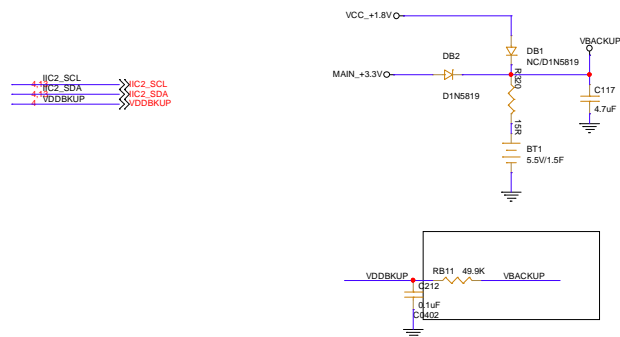 VCC_+1.8V
VBACKUP
DB1
NC/D1N5819
DB2
MAIN_+3.3V
D1N5819
R320
15R
C117
4.7uF
BT1
5.5V/1.5F
IIC2_SCL
IIC2_SCL
IIC2_SDA
IIC2_SDA
4
VDDBKUP
VDDBKUP
VDDBKUP
RB11 49.9K
VBACKUP
C212
0.1uF
C0402